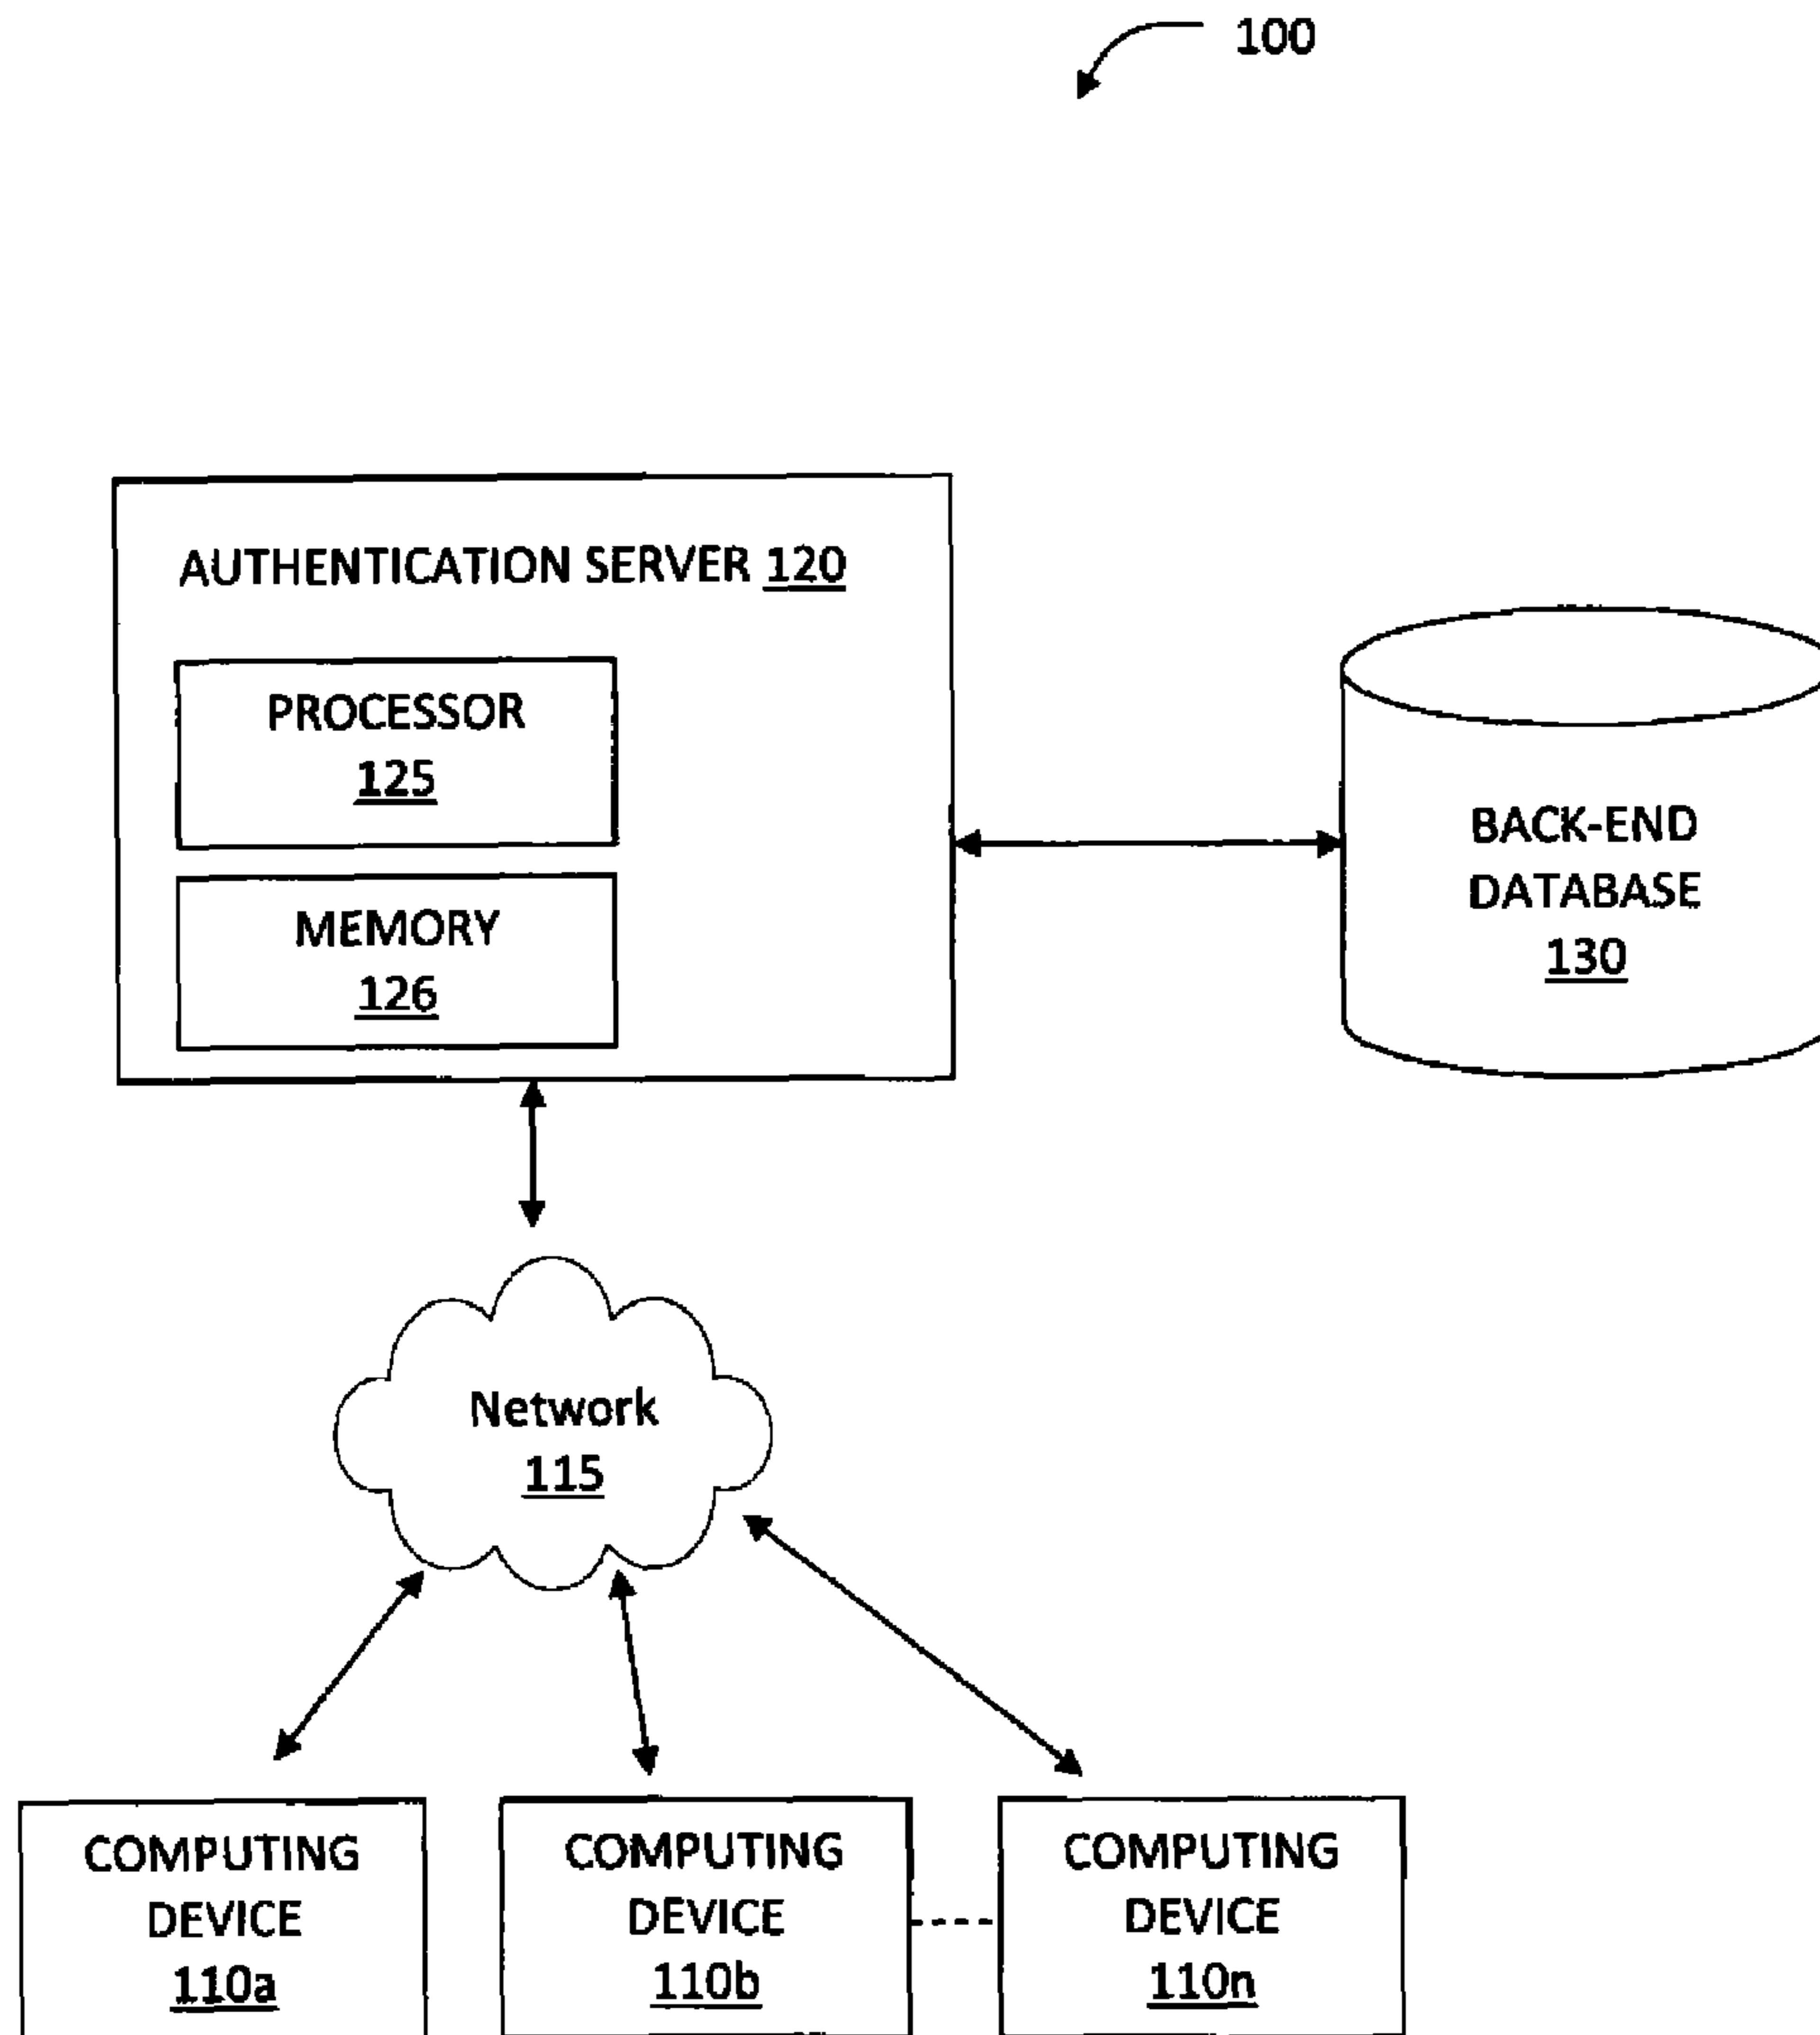 100
AUTHENTICATION SERVER 120
PROCESSOR
125
MEMORY
126
BACK-END
DATABASE
130
Network
115
COMPUTING
DEVICE
110a
COMPUTING
DEVICE
110b
COMPUTING
DEVICE
110n